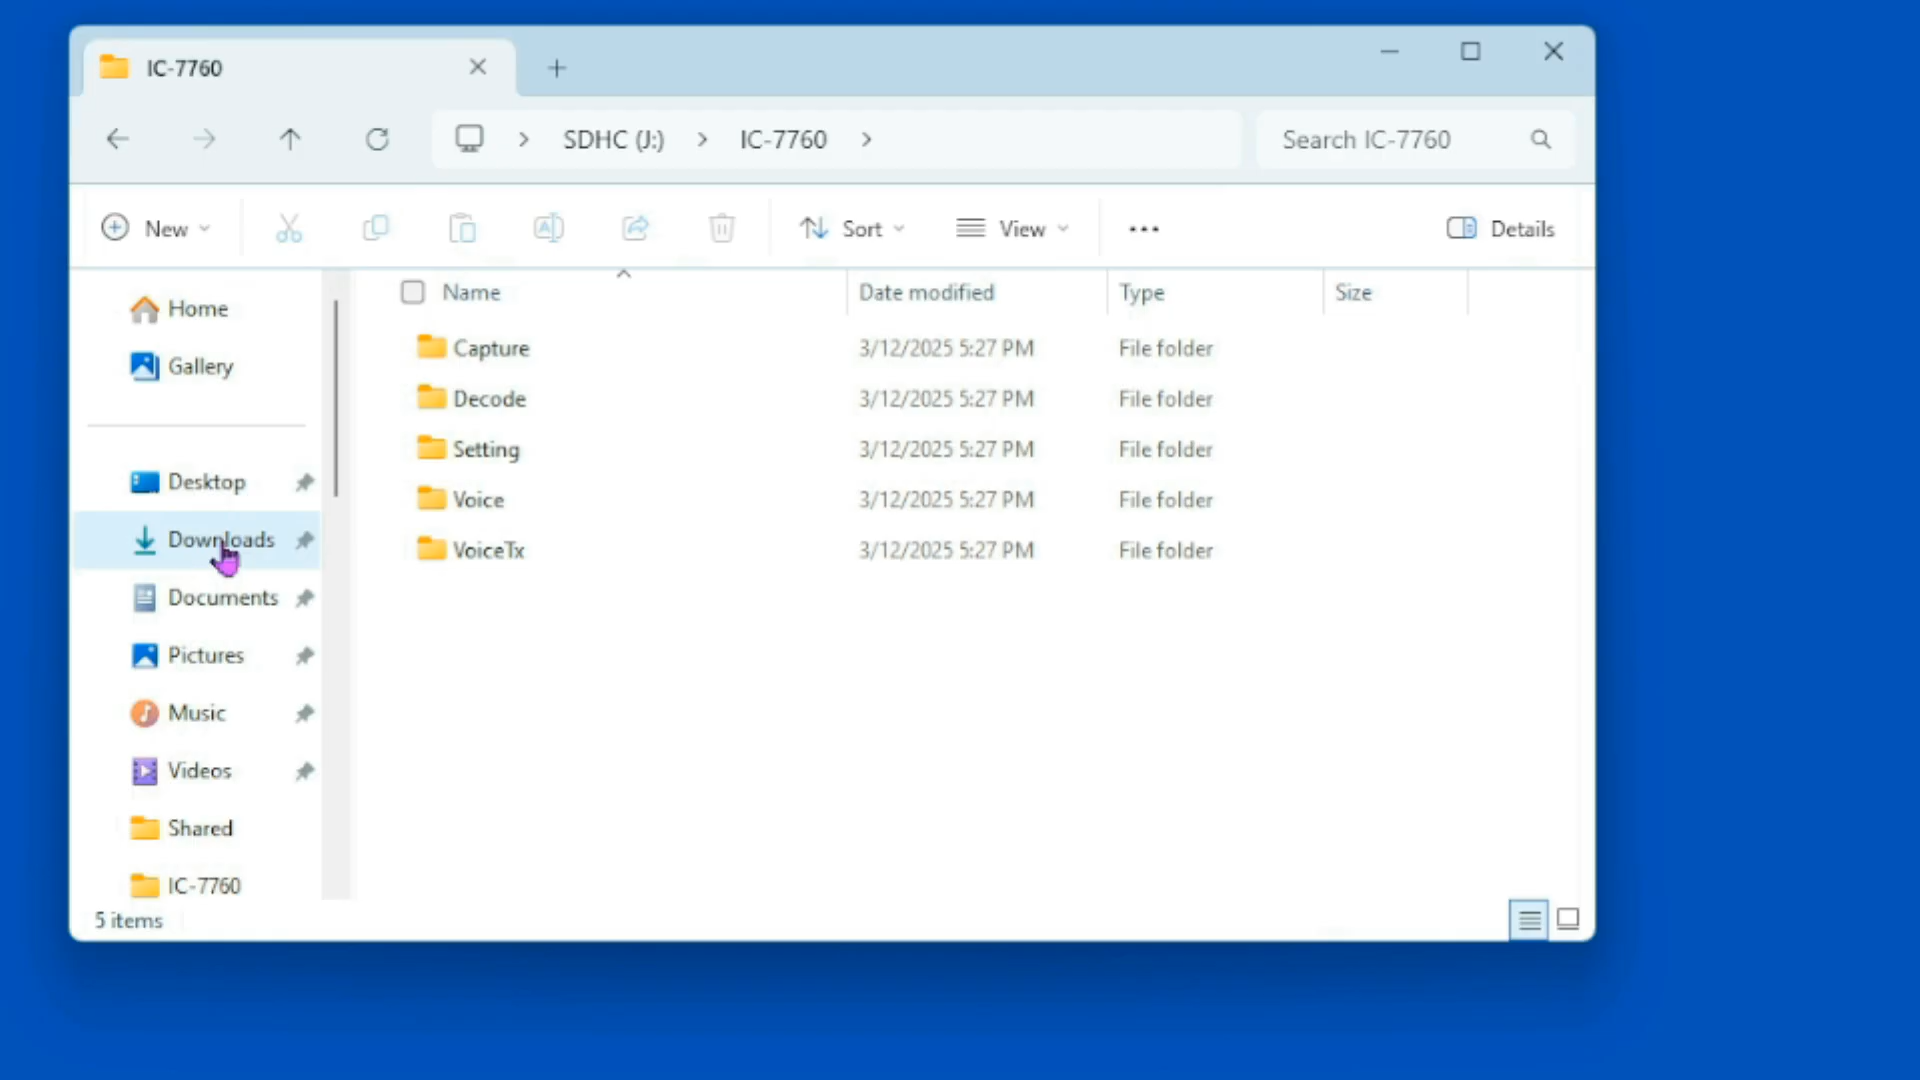 IC-7760
SDHC (J:) IC-7760 Search IC-7760
New Sort View Details
Name Date modified Type Size
Home
Gallery
Desktop
Downloads
Documents
Pictures
Music
Videos
Shared
IC-7760
Capture 3/12/2025 5:27 PM File folder
Decode 3/12/2025 5:27 PM File folder
Setting 3/12/2025 5:27 PM File folder
Voice 3/12/2025 5:27 PM File folder
VoiceTx 3/12/2025 5:27 PM File folder
5 items